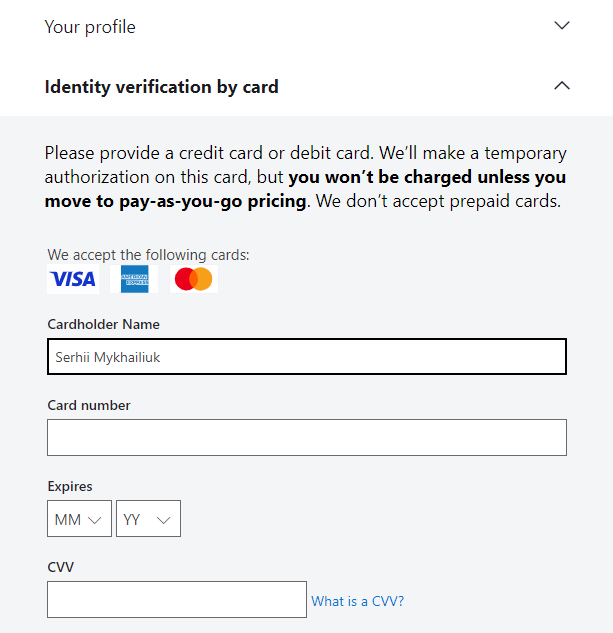 Your profile
Identity verification by card
Please provide a credit card or debit card. We’ll make a temporary
authorization on this card, but you won’t be charged unless you
move to pay-as-you-go pricing. We don’t accept prepaid cards.
We accept the following cards:
VISA AMERICAN EXPRESS
Cardholder Name
Serhii Mykhailiuk
Card number
Expires
MM YY
CVV
What is a CVV?